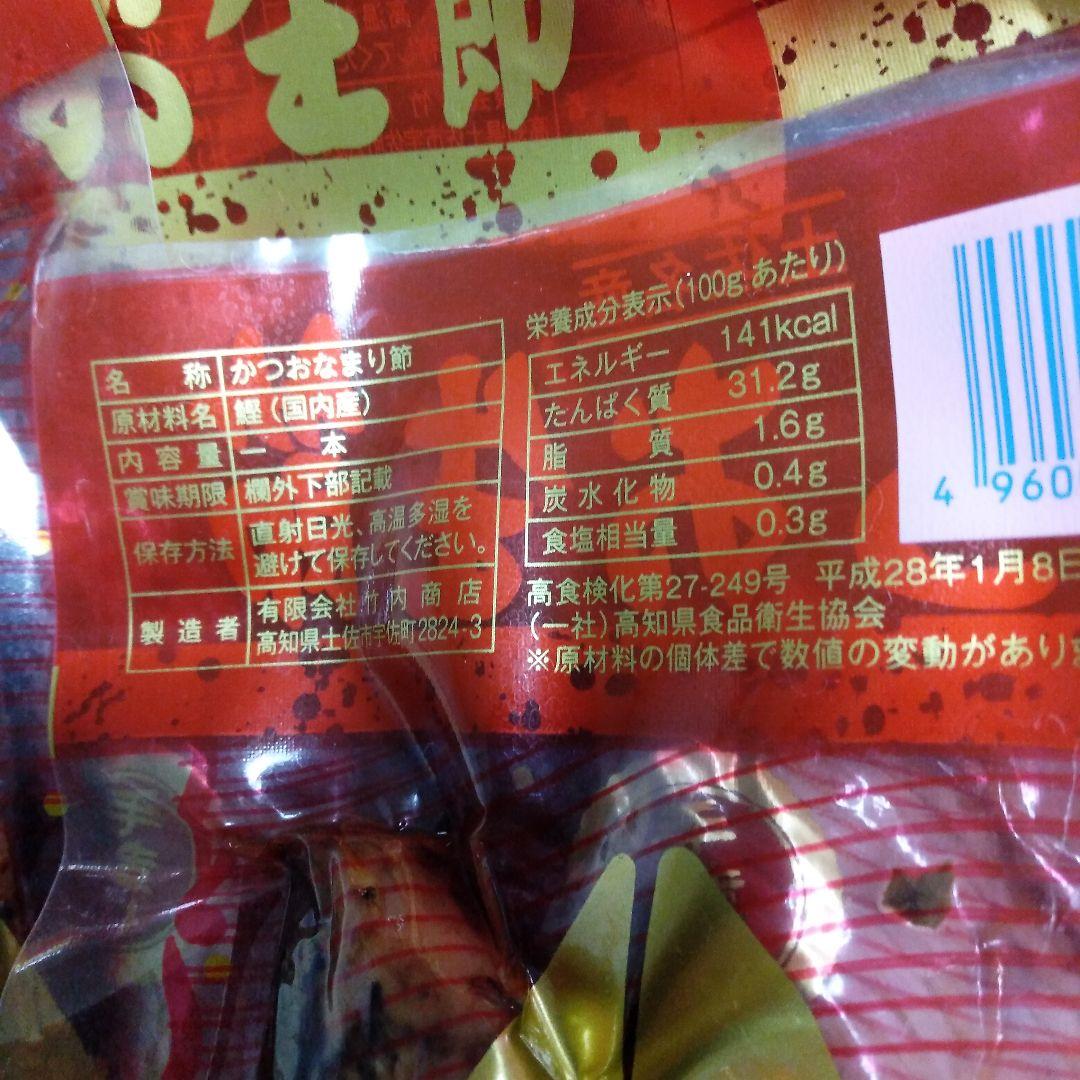 生節
名 称 かつおなまり節
原材料名 鰹(国内産)
内容量 一 本
賞味期限 欄外下部記載
保存方法 直射日光、高温多湿を
避けて保存してください。
製造者 有限会社竹内商店
高知県土佐市宇佐町2824-3
栄養成分表示(100gあたり)
エネルギー 141kcal
たんぱく質 31.2g
脂 質 1.6g
炭水化物 0.4g
食塩相当量 0.3g
高食検化第27-249号 平成28年1月8日
(一社)高知県食品衛生協会
※原材料の個体差で数値の変動があり
4 960